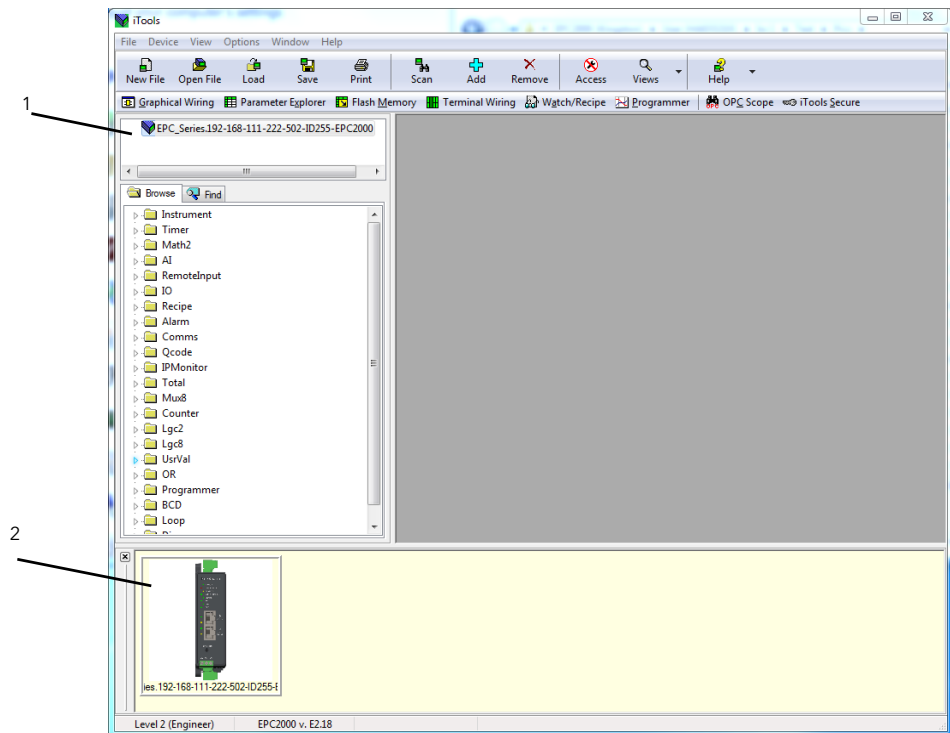 iTools
File Device View Options Window Help
New File Open File Load Save Print Scan Add Remove Access Views Help
Graphical Wiring Parameter Explorer Flash Memory Terminal Wiring Watch/Recipe Programmer OPC Scope iTools Secure
1
EPC_Series.192-168-111-222-502-ID255-EPC2000
Browse Find
Instrument
Timer
Math2
AI
RemoteInput
IO
Recipe
Alarm
Comms
Qcode
IPMonitor
Total
Mux8
Counter
Lgc2
Lgc8
UsrVal
OR
Programmer
BCD
Loop
2
ies.192-168-111-222-502-ID255-E
Level 2 (Engineer) EPC2000 v. E2.18